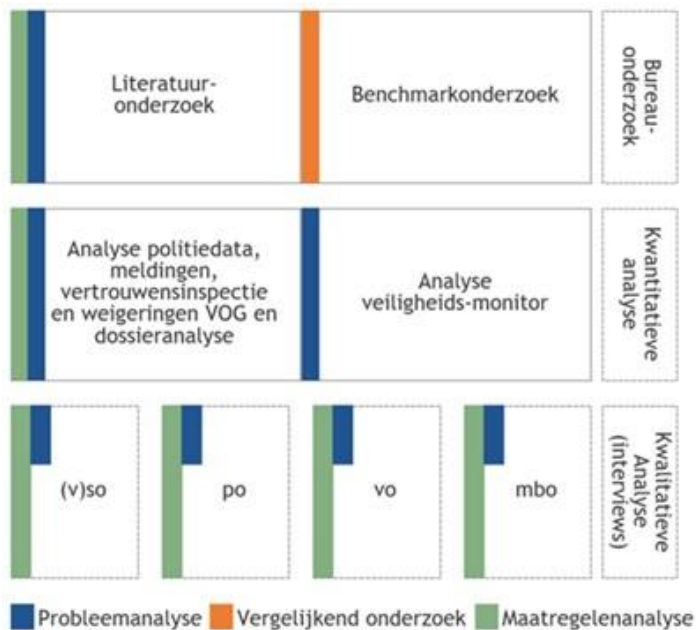 Literatuur-
onderzoek
Benchmarkonderzoek
Bureau-
onderzoek
Analyse politiedata,
meldingen,
vertrouwensinspectie
en weigeringen VOG en
dossieranalyse
Analyse
veiligheids-monitor
Kwantitatieve
analyse
(v)so
po
vo
mbo
Kwalitatieve
Analyse
(interviews)
Probleemanalyse
Vergelijkend onderzoek
Maatregelenanalyse